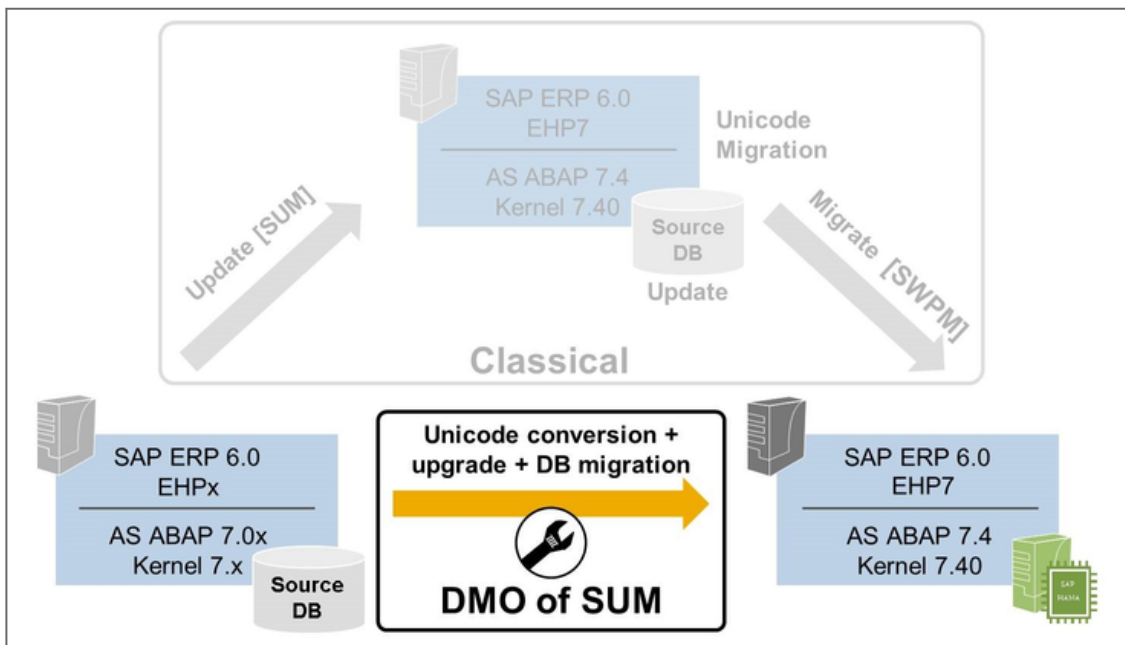 SAP ERP 6.0
EHP7
AS ABAP 7.4
Kernel 7.40
Unicode
Migration
Source
DB
Update
Update [SUM]
Migrate [SWPM]
Classical
SAP ERP 6.0
EHPx
AS ABAP 7.0x
Kernel 7.x
Source
DB
Unicode conversion +
upgrade + DB migration
DMO of SUM
SAP ERP 6.0
EHP7
AS ABAP 7.4
Kernel 7.40
SAP
HANA